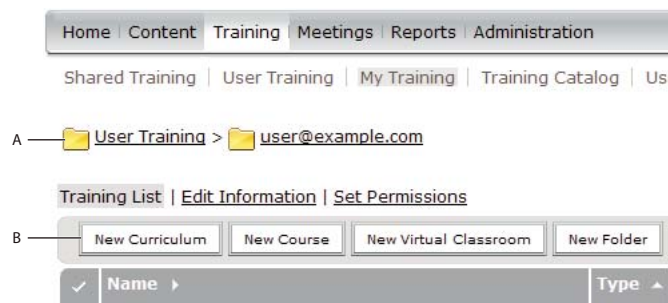 Home Content Training Meetings Reports Administration
Shared Training | User Training | My Training | Training Catalog | Us
A User Training > user@example.com
Training List | Edit Information | Set Permissions
B New Curriculum New Course New Virtual Classroom New Folder
Name Type